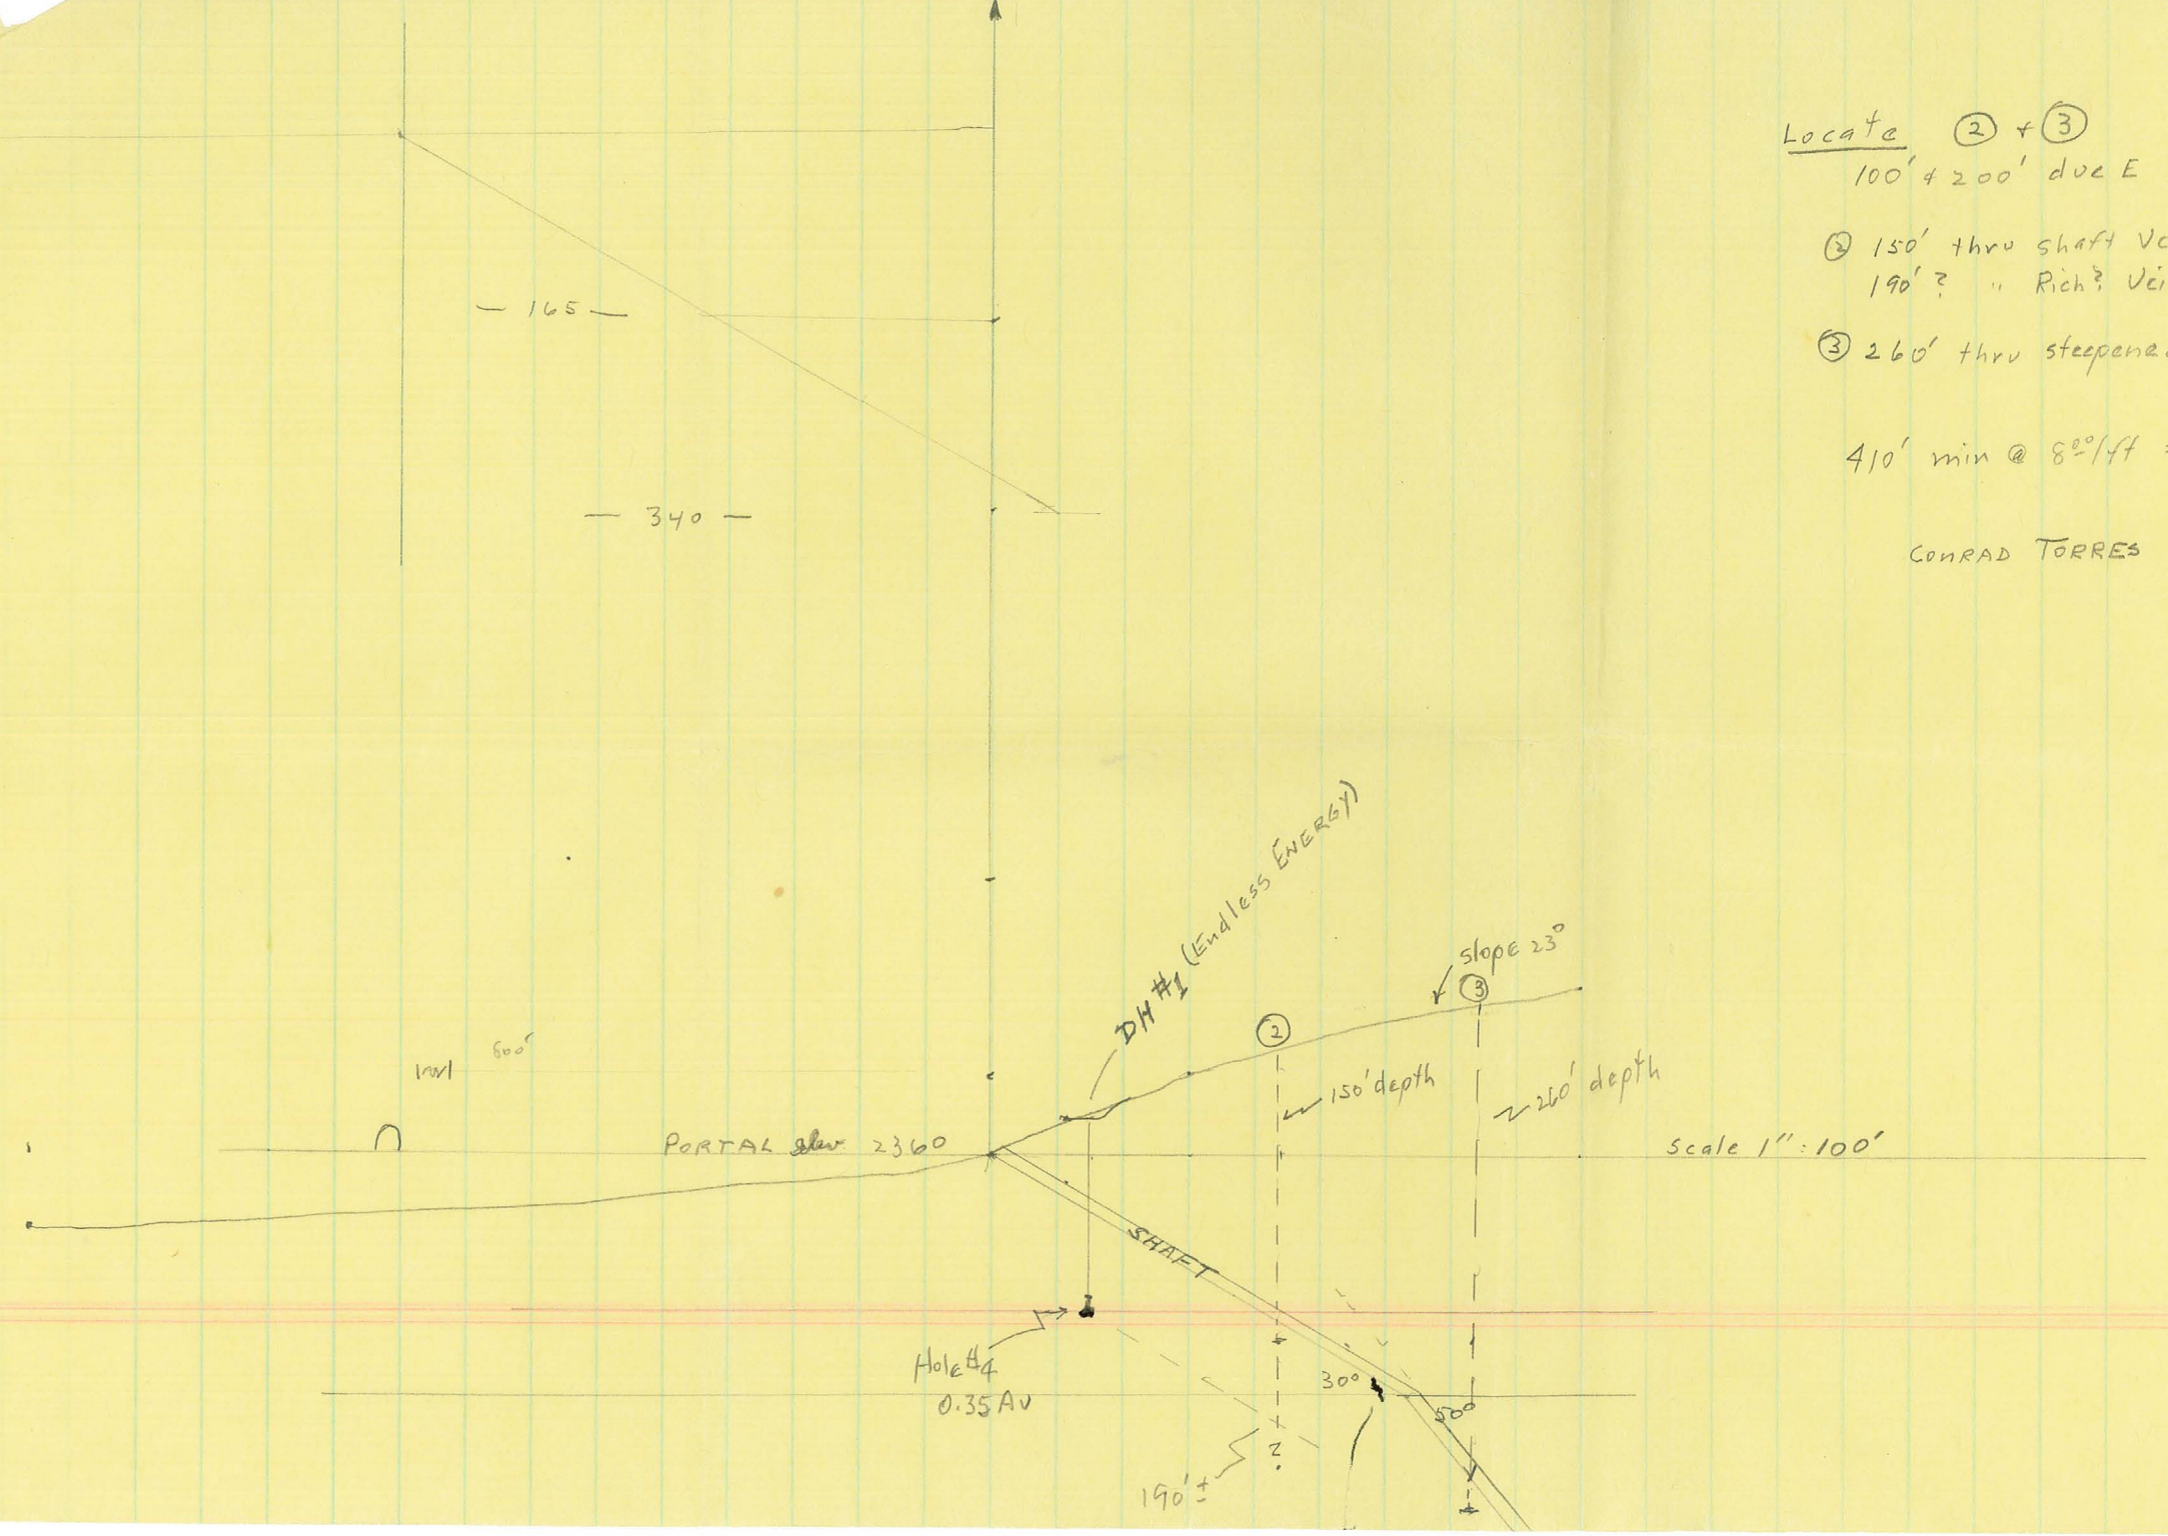 Locate ② + ③
100' & 200' due E
② 150' thru shaft
190' ? " Rich?
③ 260' thru
410' min @ 8 00/ft
CONRAD TORRES
— 165 —
— 340 —
DH #1 (Endless ENERGY)
slope 23°
③
②
800'
150' depth
260' depth
PORTAL elev 2360
Scale 1" : 100'
SHAFT
Hole #4
0.35 Au
30°
50°
?
190' ±